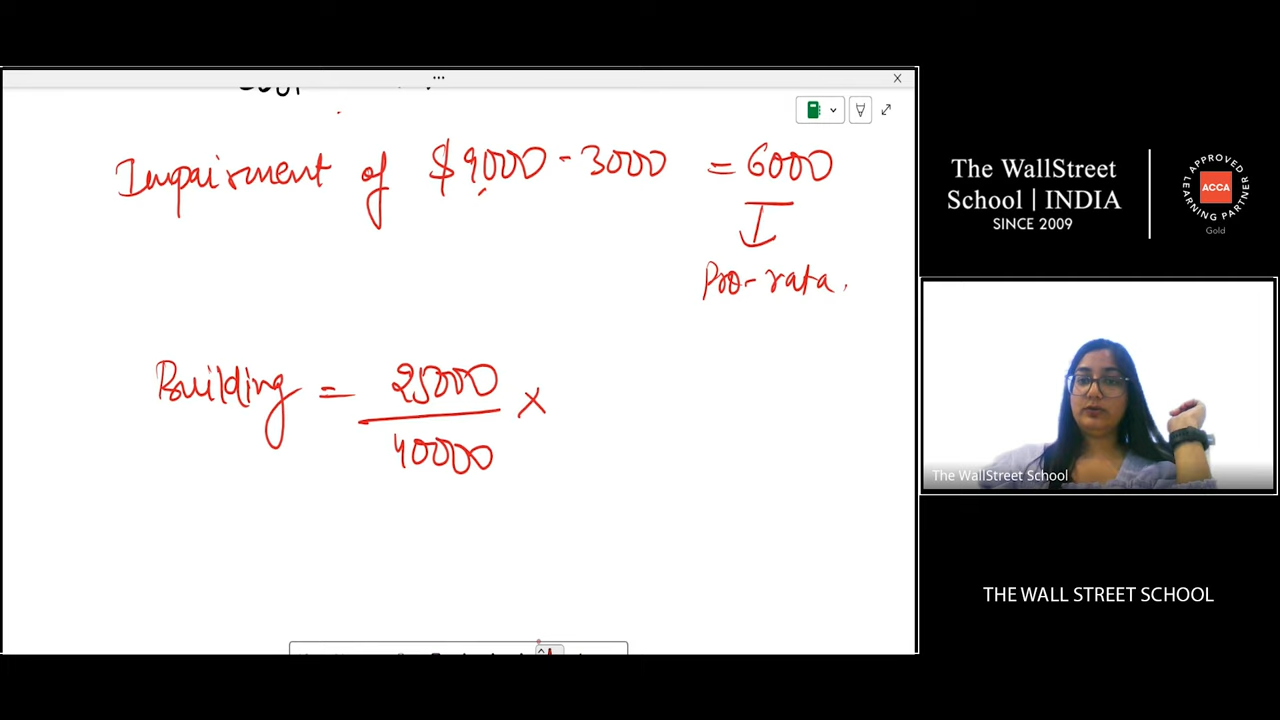 Impairment of $9000 - 3000 = 6000
Pro-rata.
Building = 25000 ×
40000
The WallStreet
School | INDIA
SINCE 2009
APPROVED LEARNING PARTNER
ACCA
Gold
The WallStreet School
THE WALL STREET SCHOOL